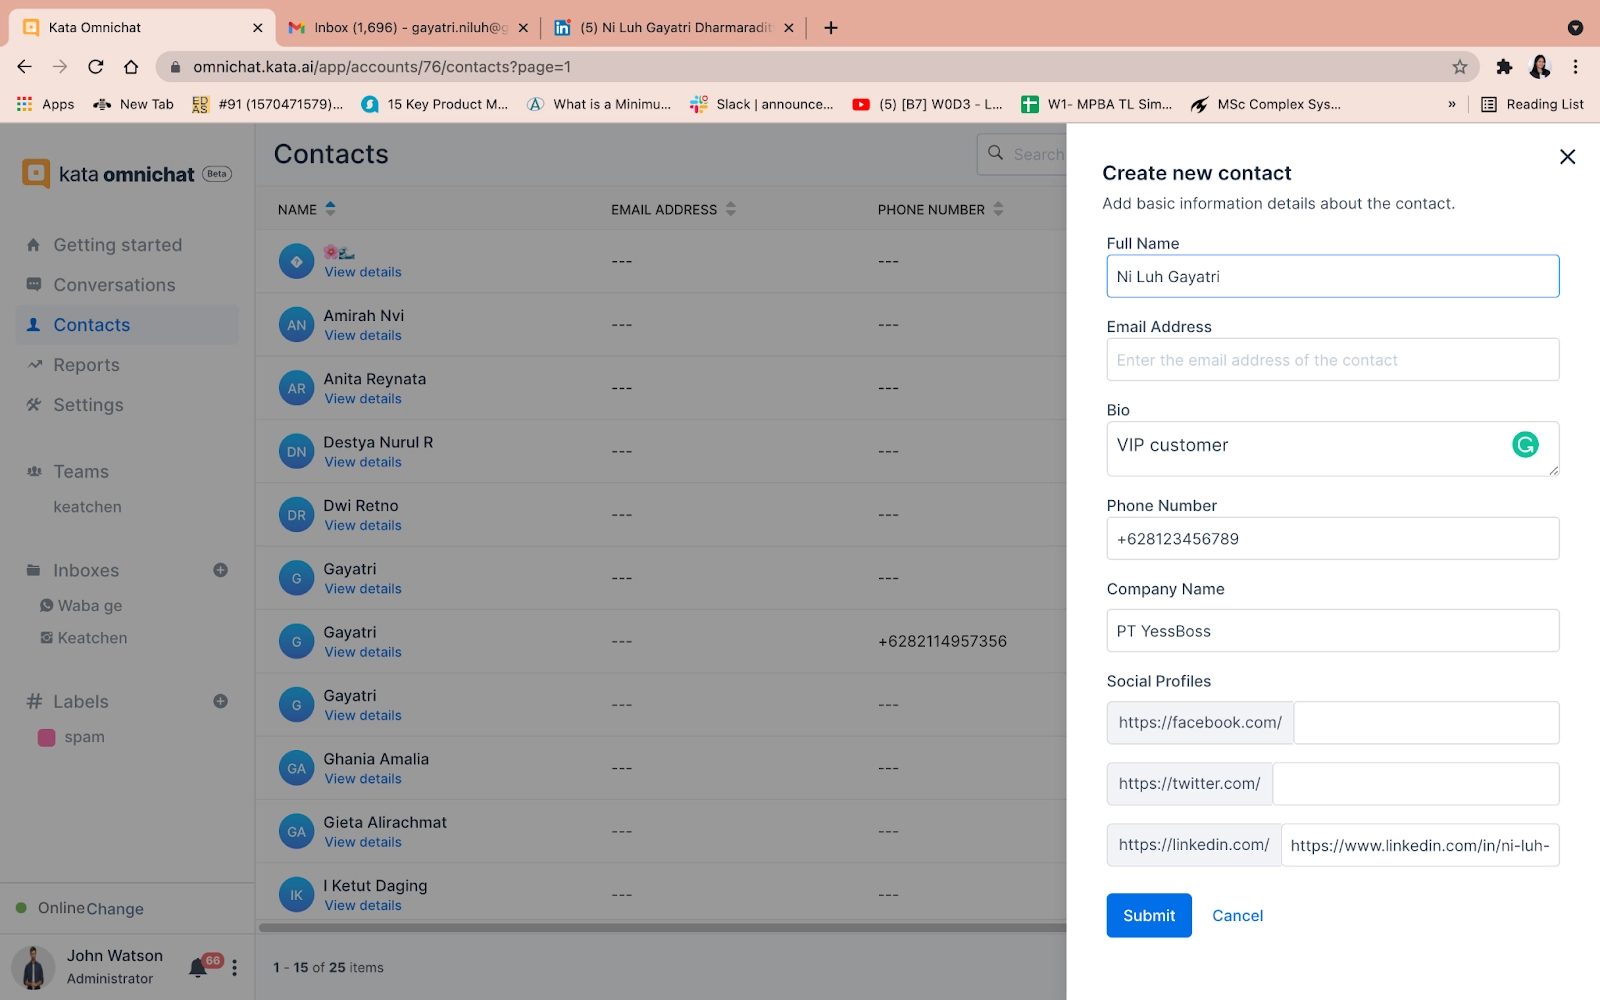 Kata Omnichat
Inbox (1,696) - gayatri.niluh@g
(5) Ni Luh Gayatri Dharmaradit
omnichat.kata.ai/app/accounts/76/contacts?page=1
Apps
New Tab
EDAS #91 (1570471579)...
15 Key Product M...
What is a Minimu...
Slack | announce...
(5) [B7] W0D3 - L...
W1- MPBA TL Sim...
MSc Complex Sys...
»
Reading List
kata omnichat Beta
Getting started
Conversations
Contacts
Reports
Settings
Teams
keatchen
Inboxes
Waba ge
Keatchen
# Labels
spam
Online Change
John Watson
Administrator
66
Contacts
Search
NAME EMAIL ADDRESS PHONE NUMBER
🌸🌊 --- ---
View details
AN Amirah Nvi --- ---
View details
AR Anita Reynata --- ---
View details
DN Destya Nurul R --- ---
View details
DR Dwi Retno --- ---
View details
G Gayatri --- ---
View details
G Gayatri --- +6282114957356
View details
G Gayatri --- ---
View details
GA Ghania Amalia --- ---
View details
GA Gieta Alirachmat --- ---
View details
IK I Ketut Daging --- ---
View details
1 - 15 of 25 items
Create new contact
Add basic information details about the contact.
Full Name
Ni Luh Gayatri
Email Address
Enter the email address of the contact
Bio
VIP customer
Phone Number
+628123456789
Company Name
PT YessBoss
Social Profiles
https://facebook.com/
https://twitter.com/
https://linkedin.com/ https://www.linkedin.com/in/ni-luh-
Submit Cancel